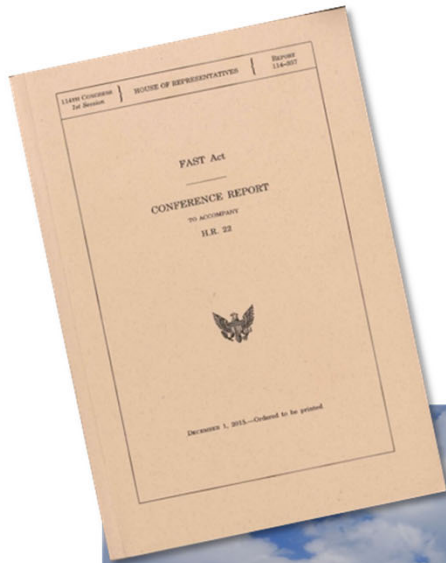 114TH CONGRESS
1st Session
HOUSE OF REPRESENTATIVES
REPORT
114–357
FAST Act
CONFERENCE REPORT
TO ACCOMPANY
H.R. 22
DECEMBER 1, 2015.—Ordered to be printed